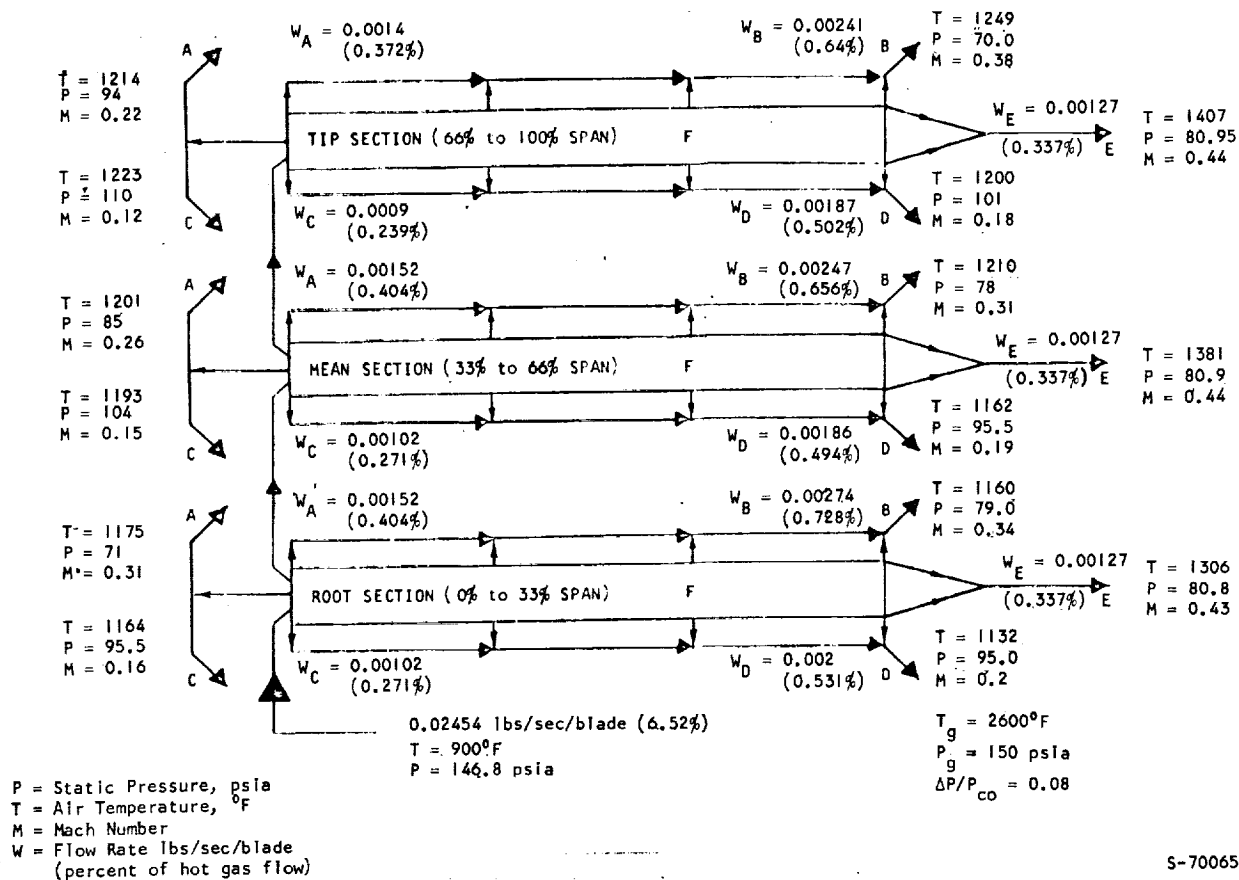 W_A = 0.0014
(0.372%)
W_B = 0.00241
(0.64%)
B
T = 1249
P = 70.0
M = 0.38
A
T = 1214
P = 94
M = 0.22
TIP SECTION (66% to 100% SPAN)
F
W_E = 0.00127
(0.337%)
E
T = 1407
P = 80.95
M = 0.44
T = 1223
P = 110
M = 0.12
C
W_C = 0.0009
(0.239%)
W_D = 0.00187
(0.502%)
D
T = 1200
P = 101
M = 0.18
A
W_A = 0.00152
(0.404%)
W_B = 0.00247
(0.656%)
B
T = 1210
P = 78
M = 0.31
T = 1201
P = 85
M = 0.26
MEAN SECTION (33% to 66% SPAN)
F
W_E = 0.00127
(0.337%)
E
T = 1381
P = 80.9
M = 0.44
T = 1193
P = 104
M = 0.15
C
W_C = 0.00102
(0.271%)
W_D = 0.00186
(0.494%)
D
T = 1162
P = 95.5
M = 0.19
A
W_A = 0.00152
(0.404%)
W_B = 0.00274
(0.728%)
B
T = 1160
P = 79.0
M = 0.34
T = 1175
P = 71
M = 0.31
ROOT SECTION (0% to 33% SPAN)
F
W_E = 0.00127
(0.337%)
E
T = 1306
P = 80.8
M = 0.43
T = 1164
P = 95.5
M = 0.16
C
W_C = 0.00102
(0.271%)
W_D = 0.002
(0.531%)
D
T = 1132
P = 95.0
M = 0.2
0.02454 lbs/sec/blade (6.52%)
T = 900°F
P = 146.8 psia
T_g = 2600°F
P_g = 150 psia
ΔP/P_co = 0.08
P = Static Pressure, psia
T = Air Temperature, °F
M = Mach Number
W = Flow Rate lbs/sec/blade
(percent of hot gas flow)
S-70065